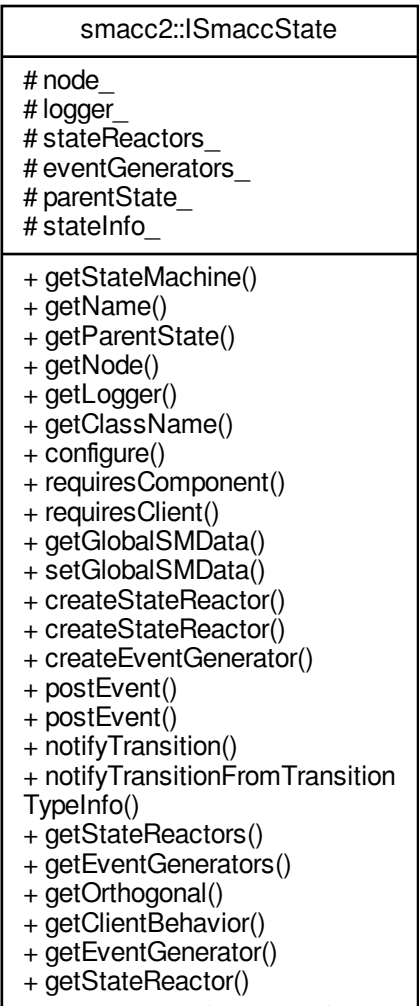 smacc2::ISmaccState
# node_
# logger_
# stateReactors_
# eventGenerators_
# parentState_
# stateInfo_
+ getStateMachine()
+ getName()
+ getParentState()
+ getNode()
+ getLogger()
+ getClassName()
+ configure()
+ requiresComponent()
+ requiresClient()
+ getGlobalSMData()
+ setGlobalSMData()
+ createStateReactor()
+ createStateReactor()
+ createEventGenerator()
+ postEvent()
+ postEvent()
+ notifyTransition()
+ notifyTransitionFromTransition
TypeInfo()
+ getStateReactors()
+ getEventGenerators()
+ getOrthogonal()
+ getClientBehavior()
+ getEventGenerator()
+ getStateReactor()